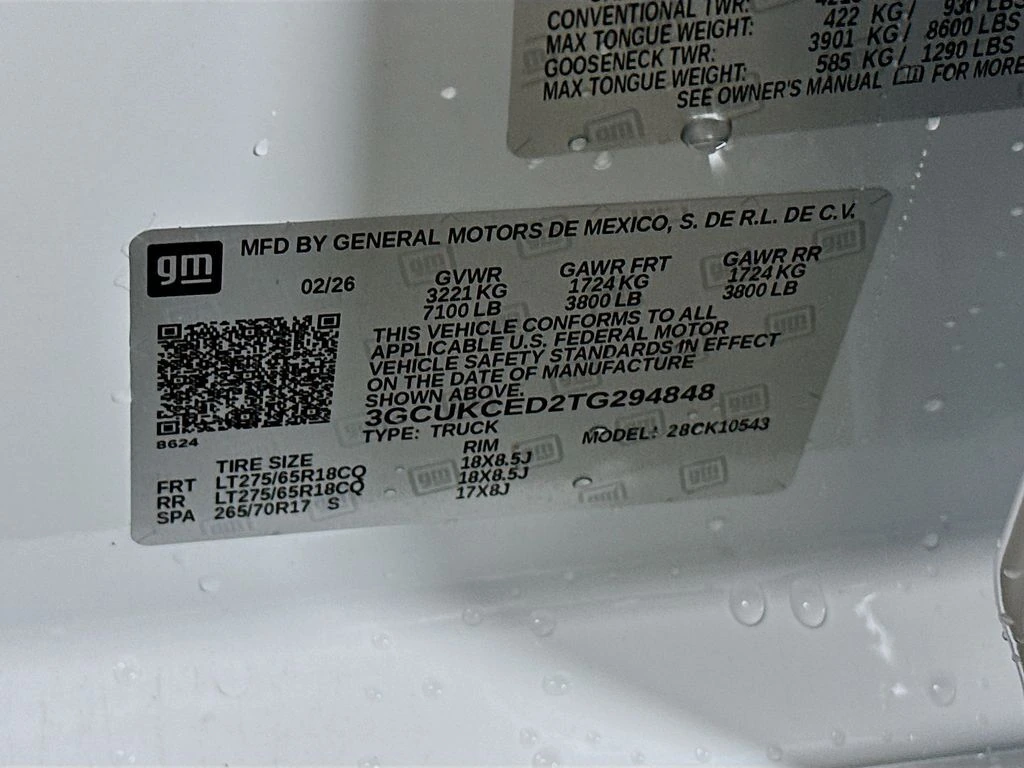 CONVENTIONAL TWR:
MAX TONGUE WEIGHT: 422 KG/ 930 LBS
GOOSENECK TWR: 3901 KG/ 8600 LBS
MAX TONGUE WEIGHT: 585 KG/ 1290 LBS
SEE OWNER'S MANUAL FOR MORE
gm
MFD BY GENERAL MOTORS DE MEXICO, S. DE R.L. DE C.V.
02/26 GVWR GAWR FRT GAWR RR
3221 KG 1724 KG 1724 KG
7100 LB 3800 LB 3800 LB
THIS VEHICLE CONFORMS TO ALL
APPLICABLE U.S. FEDERAL MOTOR
VEHICLE SAFETY STANDARDS IN EFFECT
ON THE DATE OF MANUFACTURE
SHOWN ABOVE.
3GCUKCED2TG294848
8624
TYPE: TRUCK MODEL: 28CK10543
TIRE SIZE RIM
FRT LT275/65R18CQ 18X8.5J
RR LT275/65R18CQ 18X8.5J
SPA 265/70R17 S 17X8J